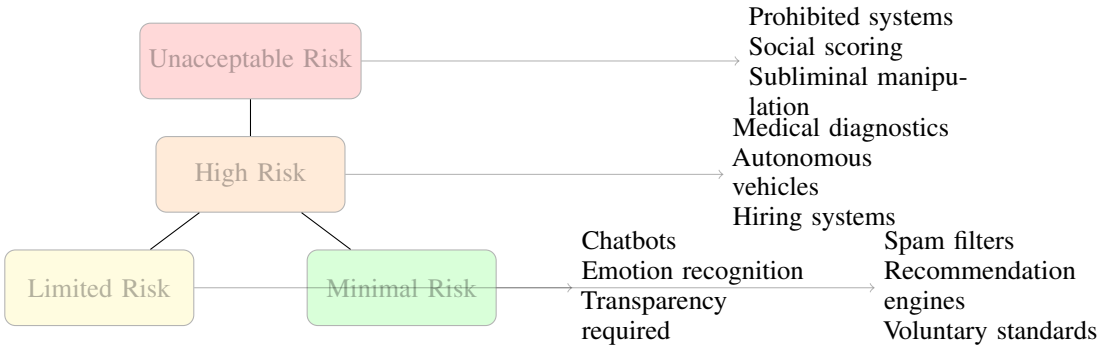 Unacceptable Risk
Prohibited systems
Social scoring
Subliminal manipu-
lation
High Risk
Medical diagnostics
Autonomous
vehicles
Hiring systems
Limited Risk
Minimal Risk
Chatbots
Emotion recognition
Transparency
required
Spam filters
Recommendation
engines
Voluntary standards